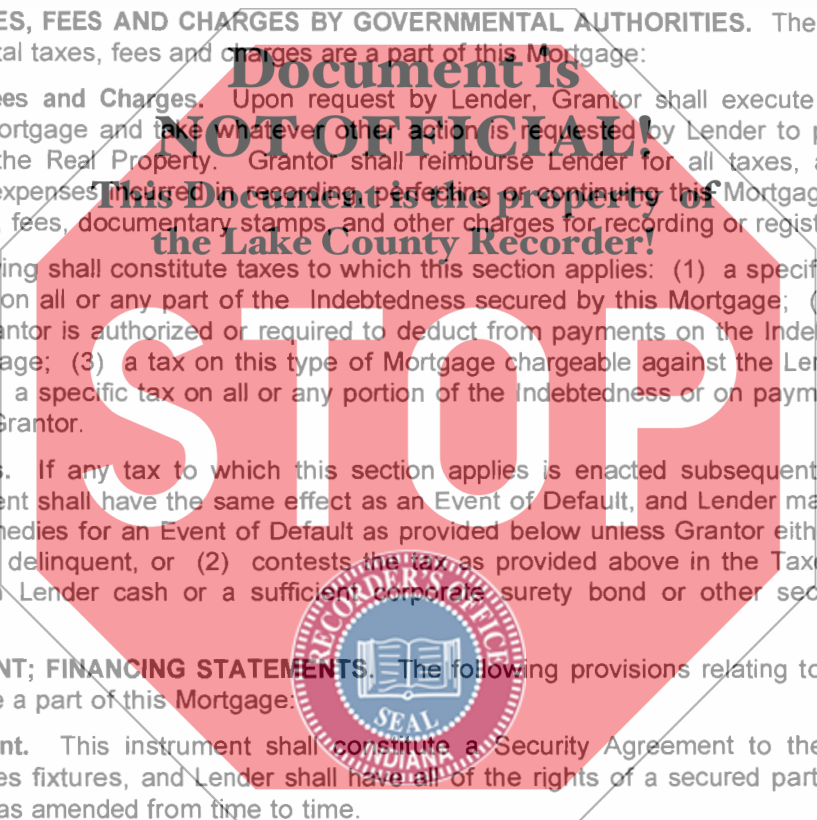 ES, FEES AND CHARGES BY GOVERNMENTAL AUTHORITIES. The
tal taxes, fees and charges are a part of this Mortgage:
Document is
ees and Charges. Upon request by Lender, Grantor shall execute
ortgage and take whatever other action is requested by Lender to p
NOT OFFICIAL!
the Real Property. Grantor shall reimburse Lender for all taxes, a
expenses incurred in recording, perfecting or continuing this Mortgag
This Document is the property of
fees, documentary stamps, and other charges for recording or regist
the Lake County Recorder!
ing shall constitute taxes to which this section applies: (1) a specif
on all or any part of the Indebtedness secured by this Mortgage; (
antor is authorized or required to deduct from payments on the Inde
age; (3) a tax on this type of Mortgage chargeable against the Ler
a specific tax on all or any portion of the Indebtedness or on paym
Grantor.
STOP
s. If any tax to which this section applies is enacted subsequent
ent shall have the same effect as an Event of Default, and Lender ma
medies for an Event of Default as provided below unless Grantor eith
delinquent, or (2) contests the tax as provided above in the Taxe
Lender cash or a sufficient corporate surety bond or other sec
RECORDER'S OFFICE
SEAL
INDIANA
NT; FINANCING STATEMENTS. The following provisions relating to
e a part of this Mortgage:
nt. This instrument shall constitute a Security Agreement to the
es fixtures, and Lender shall have all of the rights of a secured part
as amended from time to time.